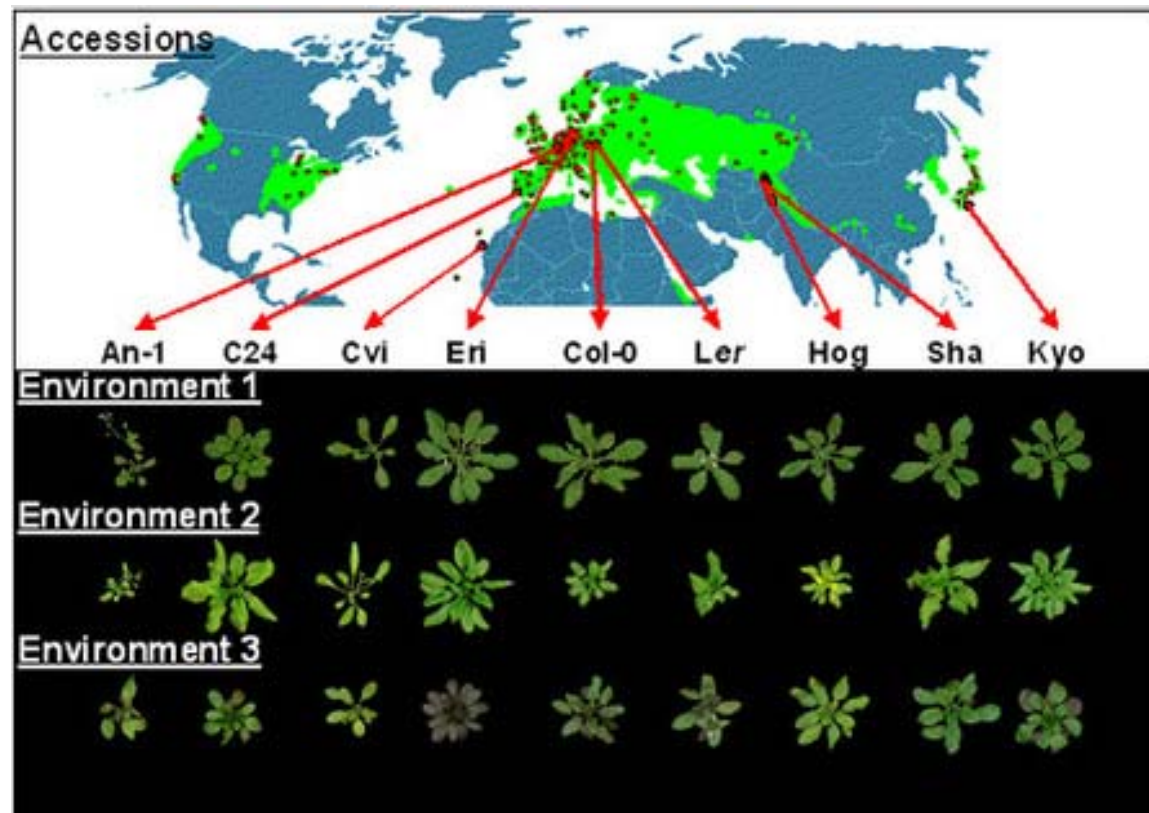 Accessions
An-1 C24 Cvi Eri Col-0 Ler Hog Sha Kyo
Environment 1
Environment 2
Environment 3